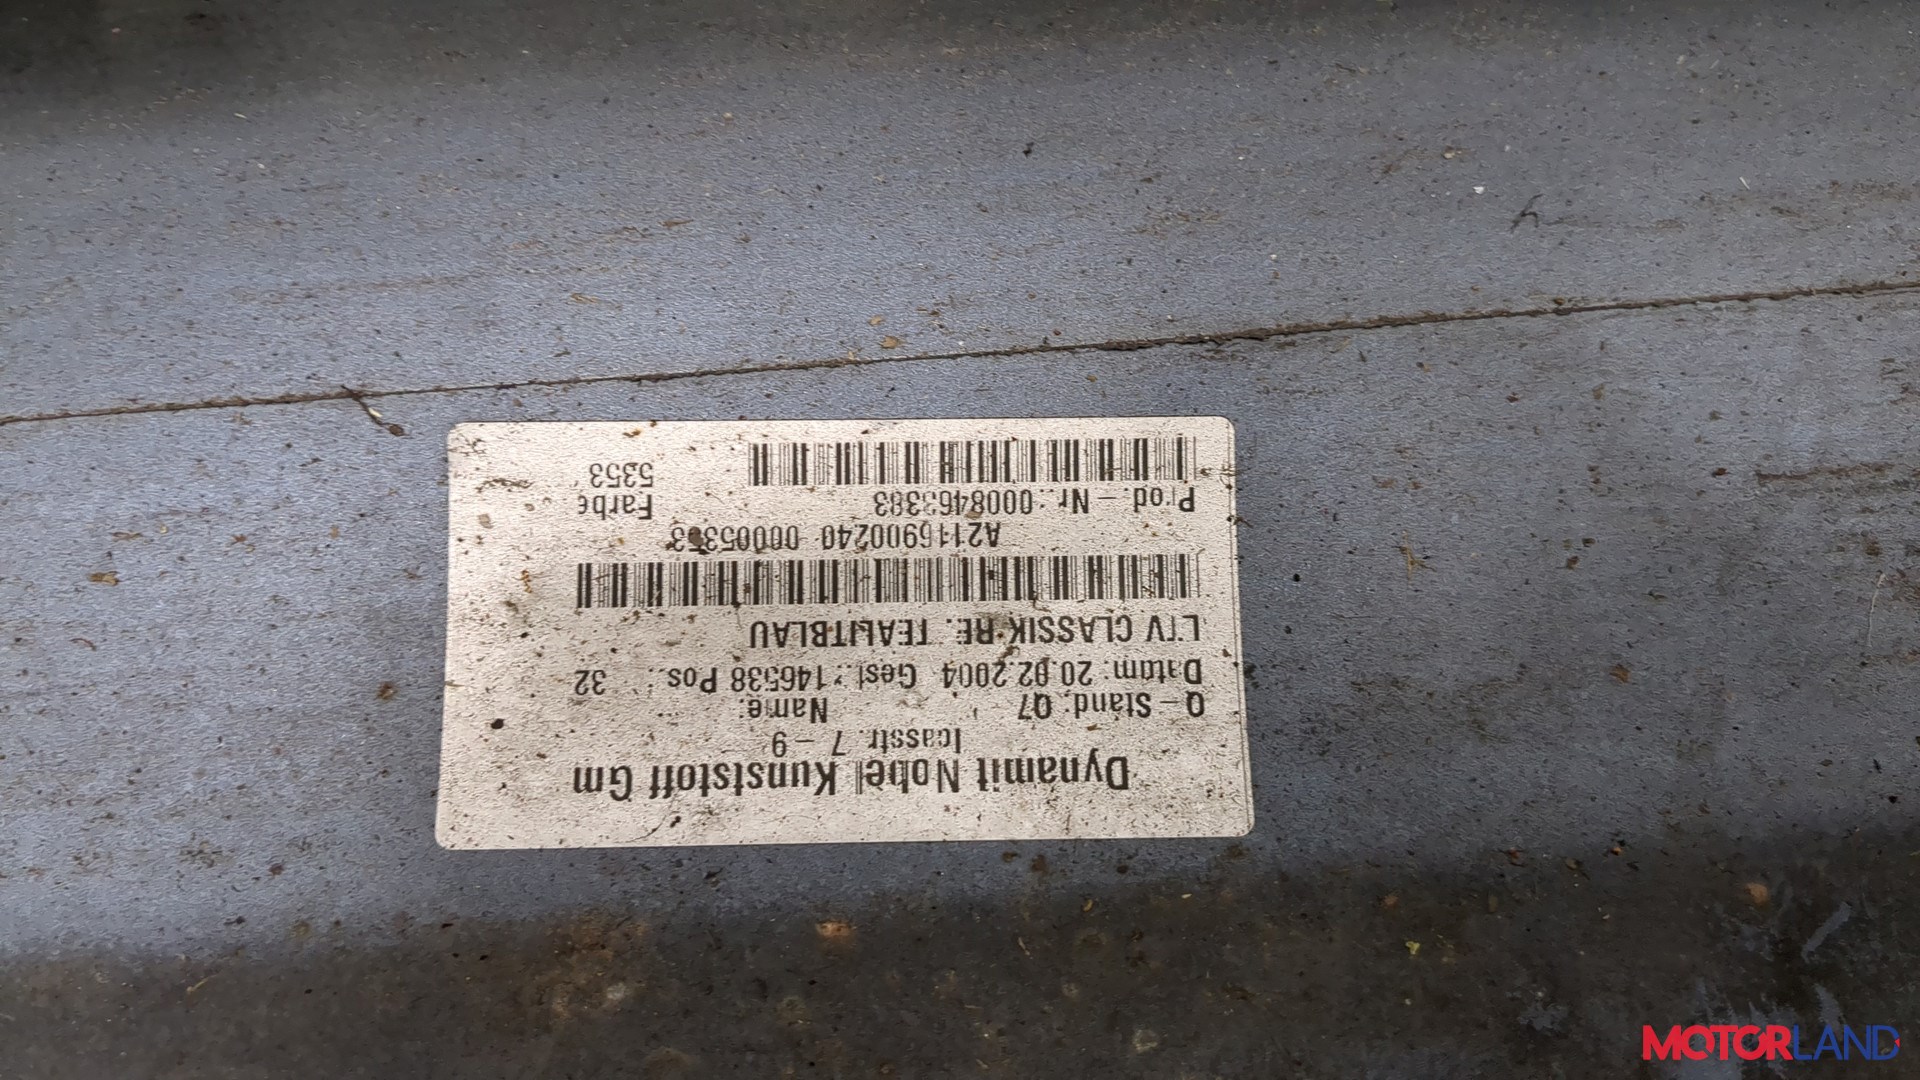 Dynamit Nobel Kunststoff Gm
Icasstr. 7 - 9
Q-Stand: Q7 Name:
Datum: 20.02.2004 Gest.: 146538 Pos.: 32
LTV CLASSIK RE. TEALITBLAU
A2116900240 00005353
Prod.-Nr.: 0008463383 Farbe
5353
MOTORLAND